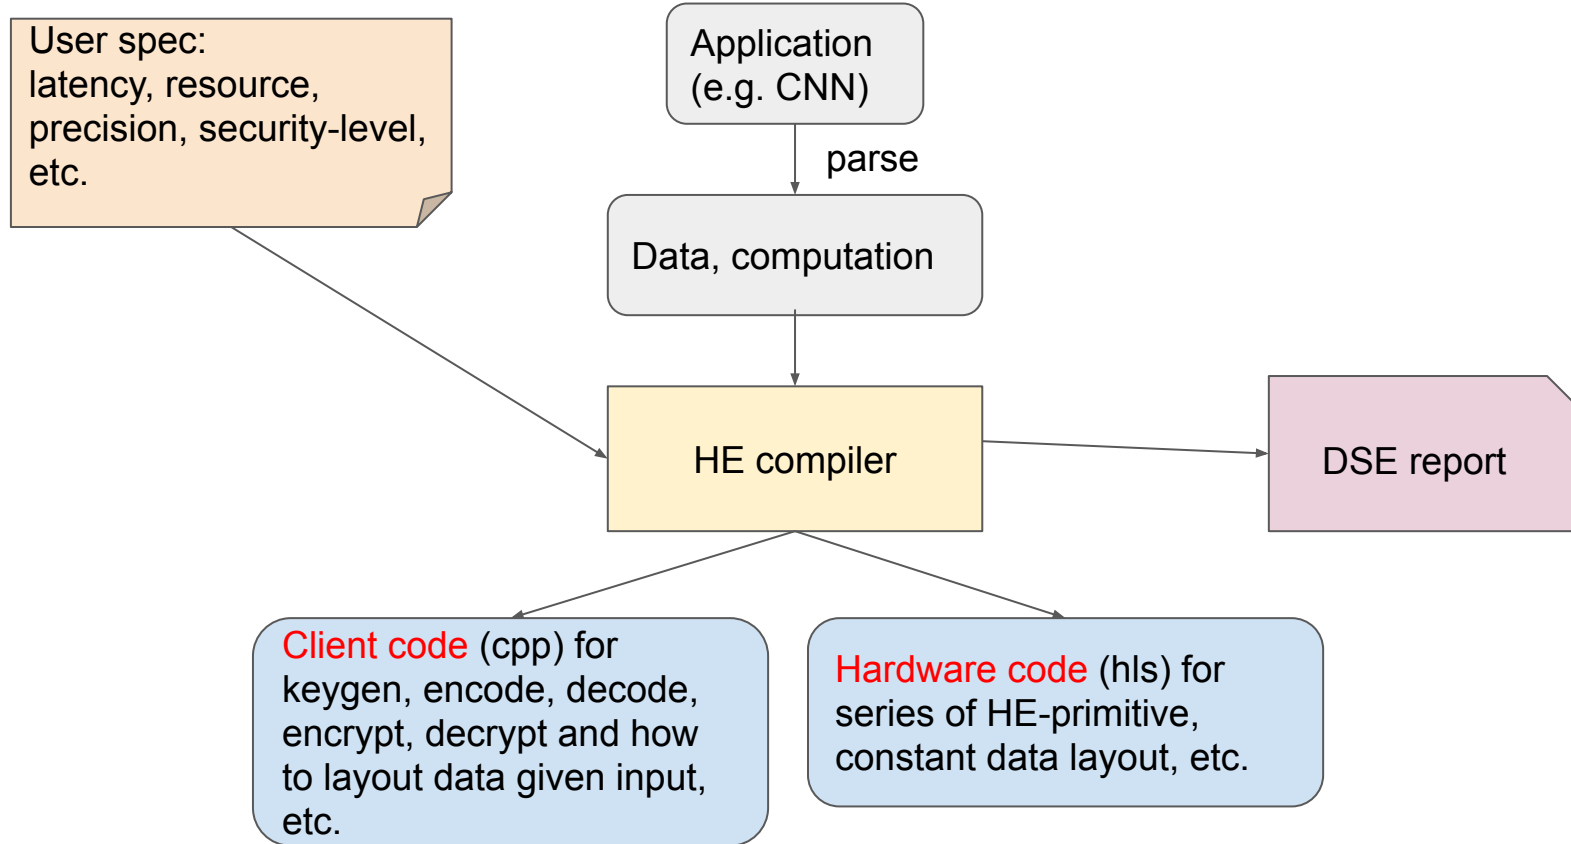 User spec:
latency, resource,
precision, security-level,
etc.
Application
(e.g. CNN)
parse
Data, computation
HE compiler
DSE report
Client code (cpp) for
keygen, encode, decode,
encrypt, decrypt and how
to layout data given input,
etc.
Hardware code (hls) for
series of HE-primitive,
constant data layout, etc.